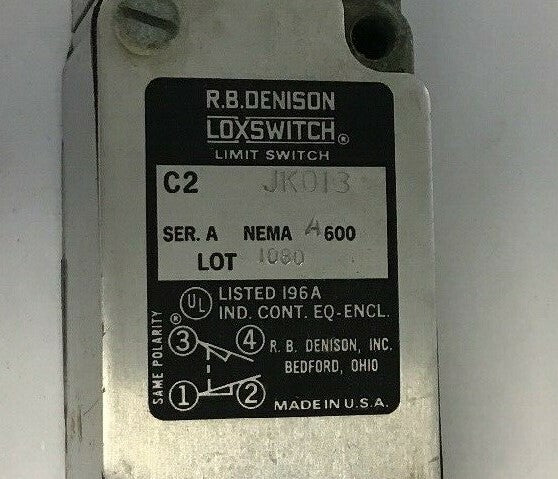 R.B.DENISON
LOXSWITCH®
LIMIT SWITCH
C2 JK013
SER. A NEMA A600
LOT 1080
UL LISTED 196A
IND. CONT. EQ-ENCL.
SAME POLARITY ®
3 4 R. B. DENISON, INC.
BEDFORD, OHIO
1 2
MADE IN U.S.A.